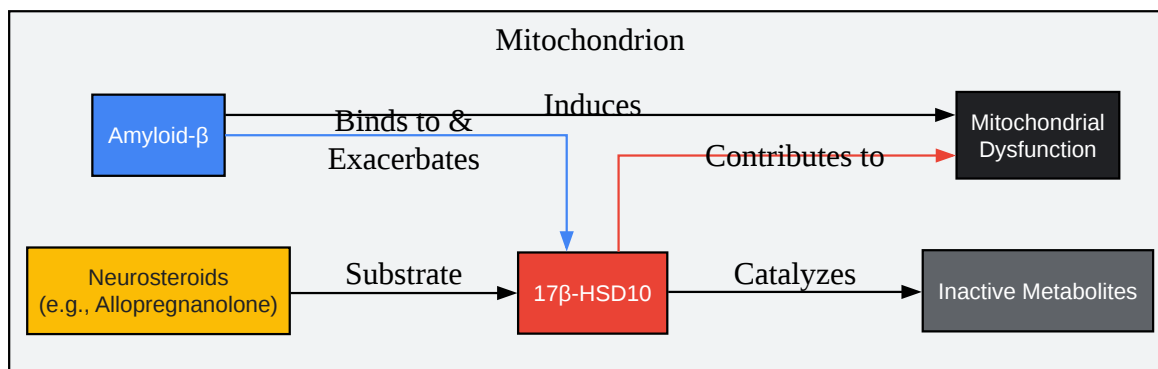 Mitochondrion
Induces
Amyloid-β
Binds to &
Exacerbates
Mitochondrial
Dysfunction
Contributes to
Neurosteroids
(e.g., Allopregnanolone)
Substrate
17β-HSD10
Catalyzes
Inactive Metabolites